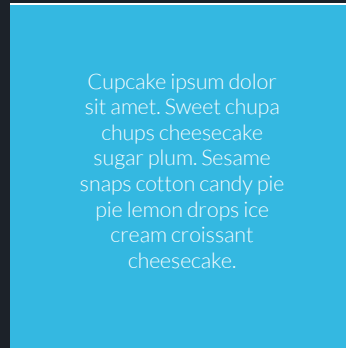 Cupcake ipsum dolor
sit amet. Sweet chupa
chups cheesecake
sugar plum. Sesame
snaps cotton candy pie
pie lemon drops ice
cream croissant
cheesecake.